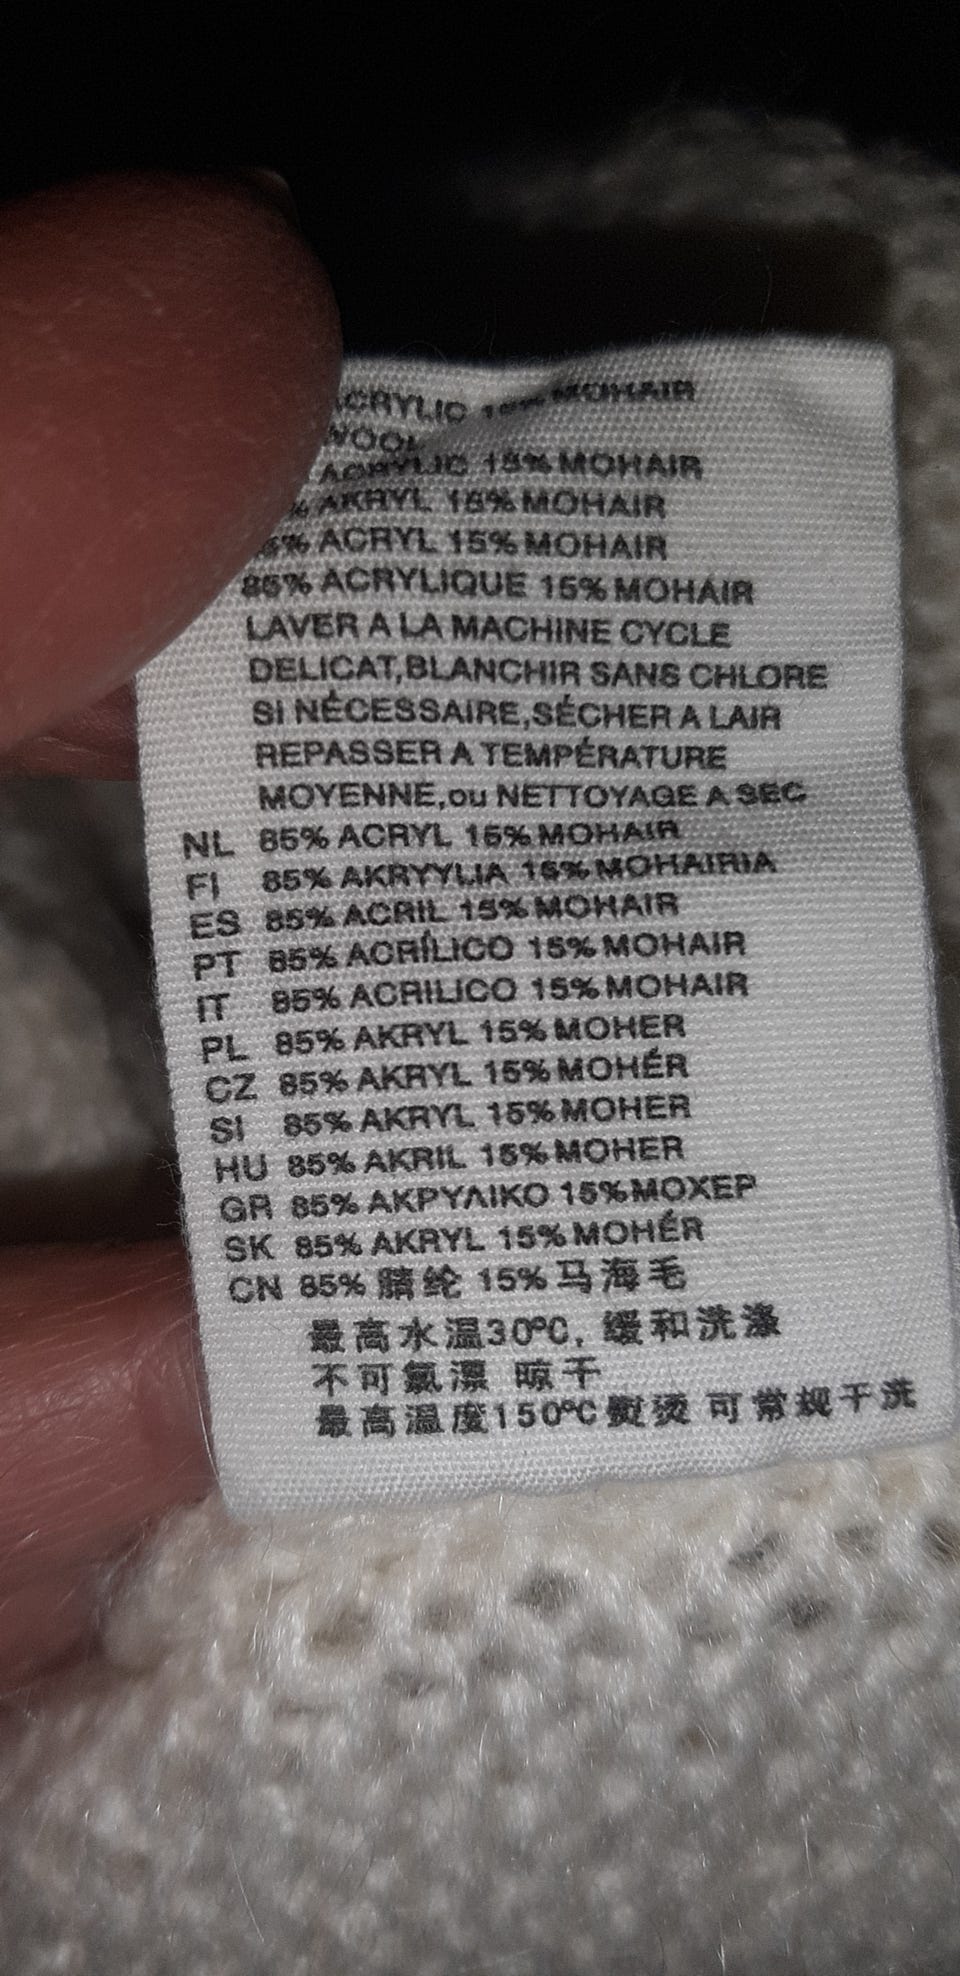 ACRYLIC 15% MOHAIR
WOOL
ACRYLIC 15% MOHAIR
% AKRYL 15% MOHAIR
5% ACRYL 15% MOHAIR
85% ACRYLIQUE 15% MOHAIR
LAVER A LA MACHINE CYCLE
DELICAT,BLANCHIR SANS CHLORE
SI NÉCESSAIRE,SÉCHER A LAIR
REPASSER A TEMPÉRATURE
MOYENNE,ou NETTOYAGE A SEC
NL 85% ACRYL 15% MOHAIR
FI 85% AKRYYLIA 15% MOHAIRIA
ES 85% ACRIL 15% MOHAIR
PT 85% ACRÍLICO 15% MOHAIR
IT 85% ACRILICO 15% MOHAIR
PL 85% AKRYL 15% MOHER
CZ 85% AKRYL 15% MOHÉR
SI 85% AKRYL 15% MOHER
HU 85% AKRIL 15% MOHER
GR 85% ΑΚΡΥΛΙΚΟ 15% ΜΟΧΕΡ
SK 85% AKRYL 15% MOHÉR
CN 85% 腈纶 15% 马海毛
最高水温30ºC, 缓和洗涤
不可氯漂 晾干
最高温度150ºC熨烫 可常规干洗